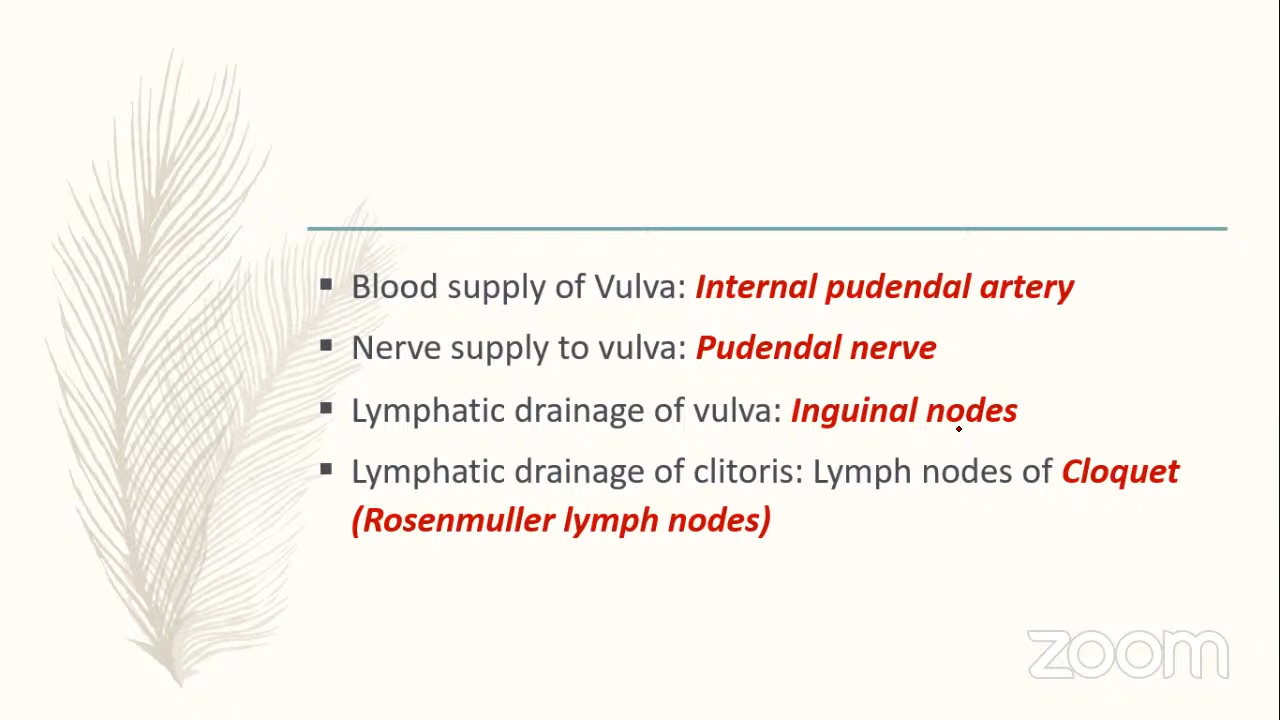 ▪ Blood supply of Vulva: Internal pudendal artery
▪ Nerve supply to vulva: Pudendal nerve
▪ Lymphatic drainage of vulva: Inguinal nodes
▪ Lymphatic drainage of clitoris: Lymph nodes of Cloquet
(Rosenmuller lymph nodes)
zoom